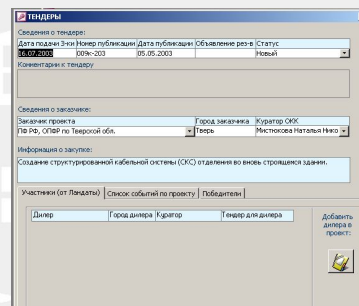 ТЕНДЕРЫ
Сведения о тендере:
Дата подачи З-ки Номер публикации Дата публикации Объявление рез-в Статус
16.07.2003 009к-203 05.05.2003 Новый
Комментарии к тендеру
Сведения о заказчике:
Заказчик проекта Город заказчика Куратор ОКК
ПФ РФ, ОПФР по Тверской обл. Тверь Мистюкова Наталья Нико
Информация о закупке:
Создание структурированной кабельной системы (СКС) отделения во вновь строящемся здании.
Участники (от Ландаты) Список событий по проекту Победители
Дилер Город дилера Куратор Тендер для дилера
Добавить
дилера в
проект: